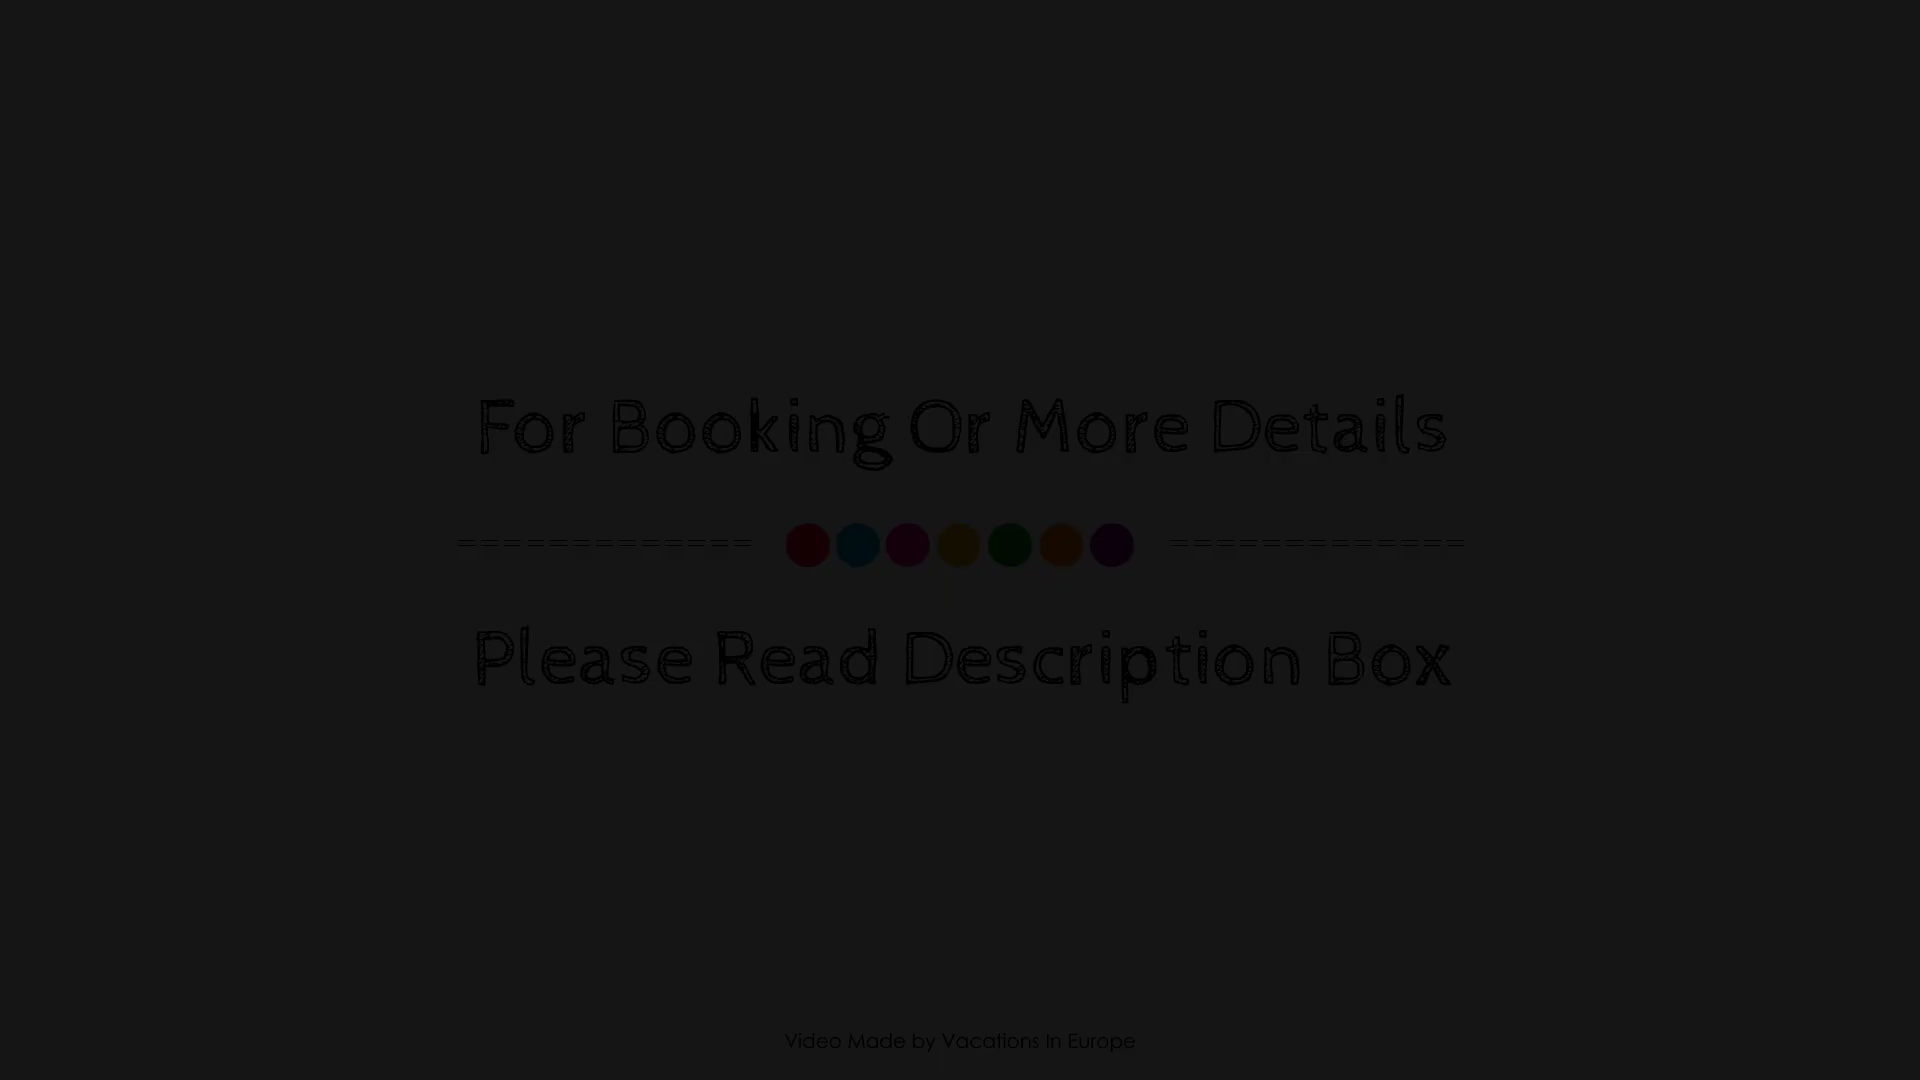 For Booking Or More Details
============= =============
Please Read Description Box
Video Made by Vacations In Europe